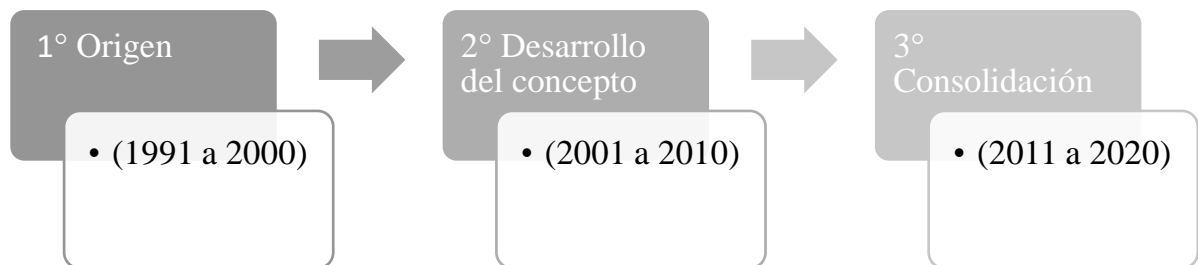 1° Origen
• (1991 a 2000)
2° Desarrollo
del concepto
• (2001 a 2010)
3°
Consolidación
• (2011 a 2020)